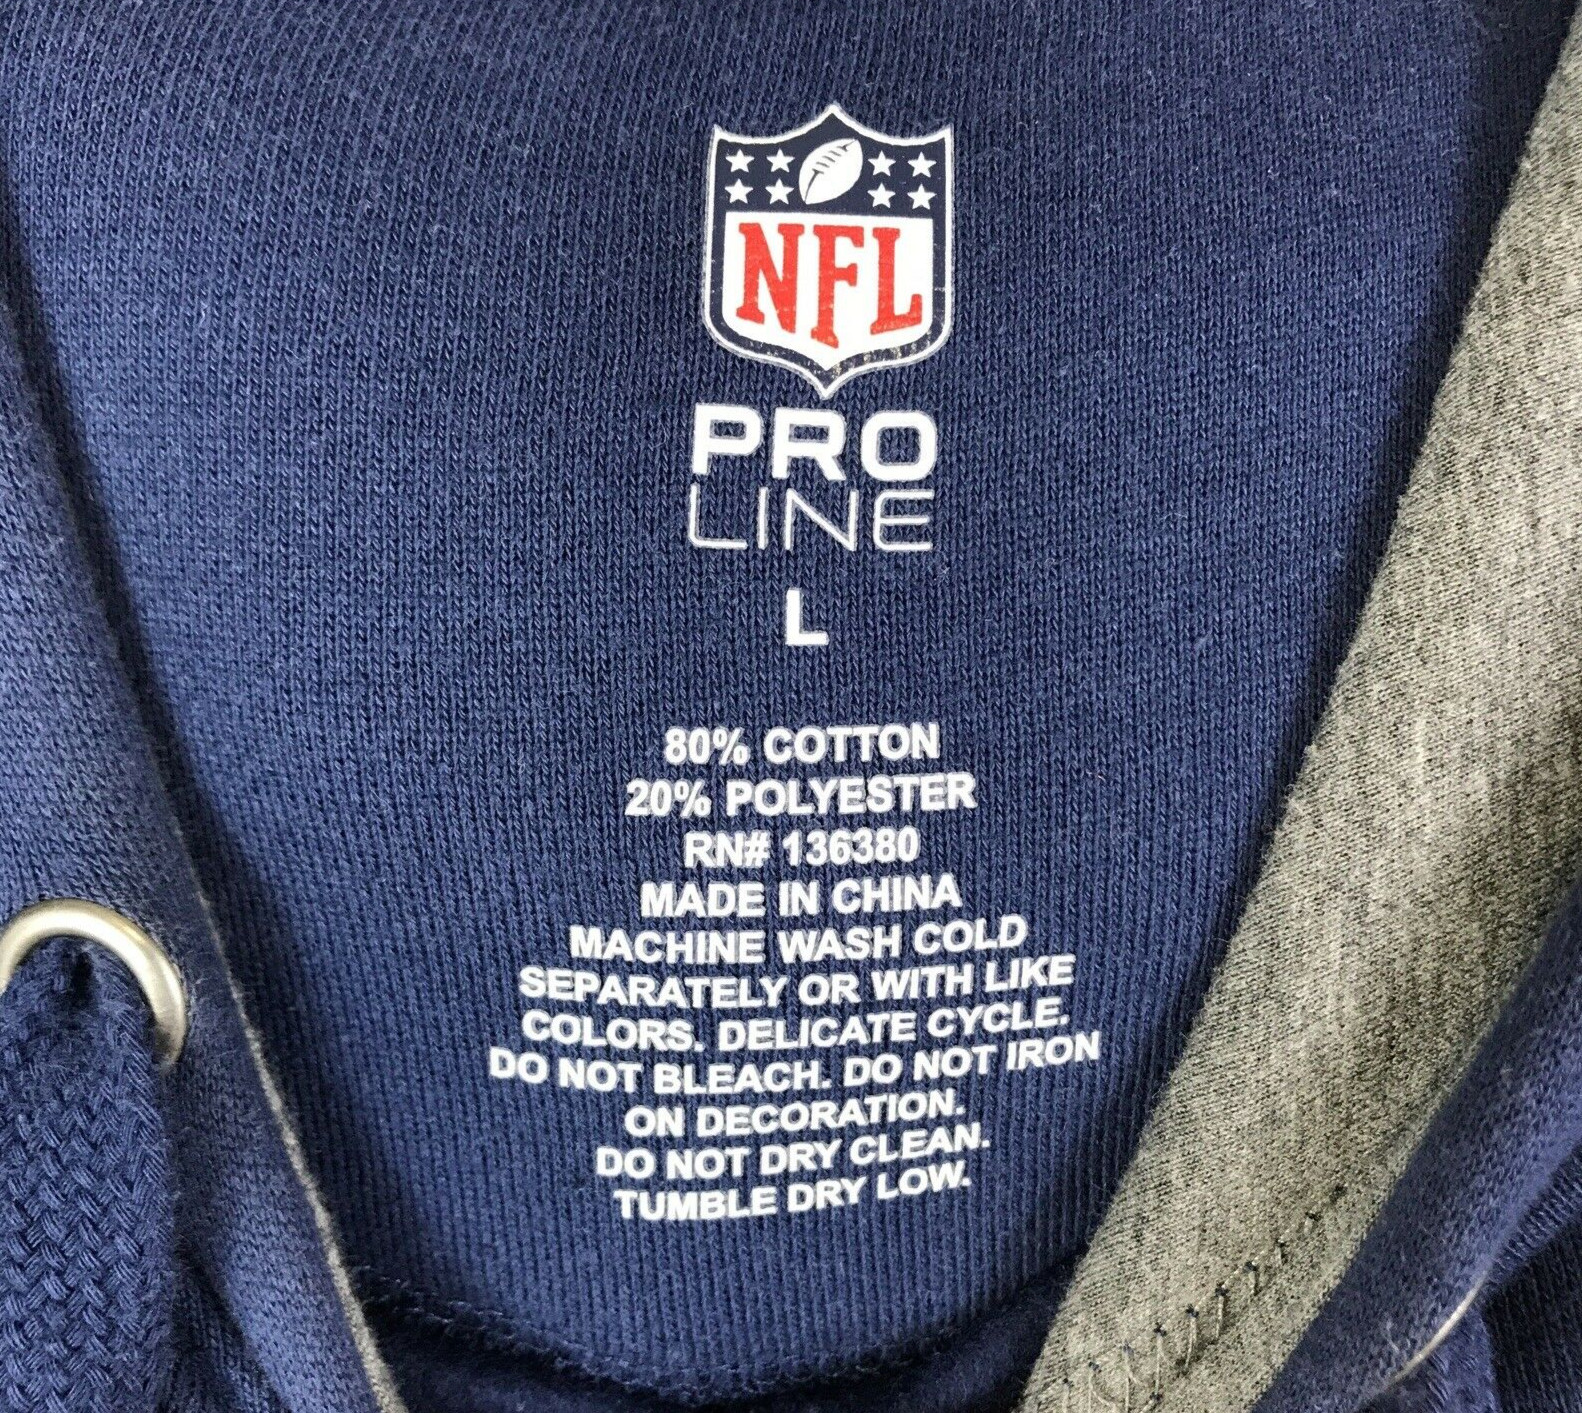 NFL
PRO
LINE
L
80% COTTON
20% POLYESTER
RN# 136380
MADE IN CHINA
MACHINE WASH COLD
SEPARATELY OR WITH LIKE
COLORS. DELICATE CYCLE.
DO NOT BLEACH. DO NOT IRON
ON DECORATION.
DO NOT DRY CLEAN.
TUMBLE DRY LOW.